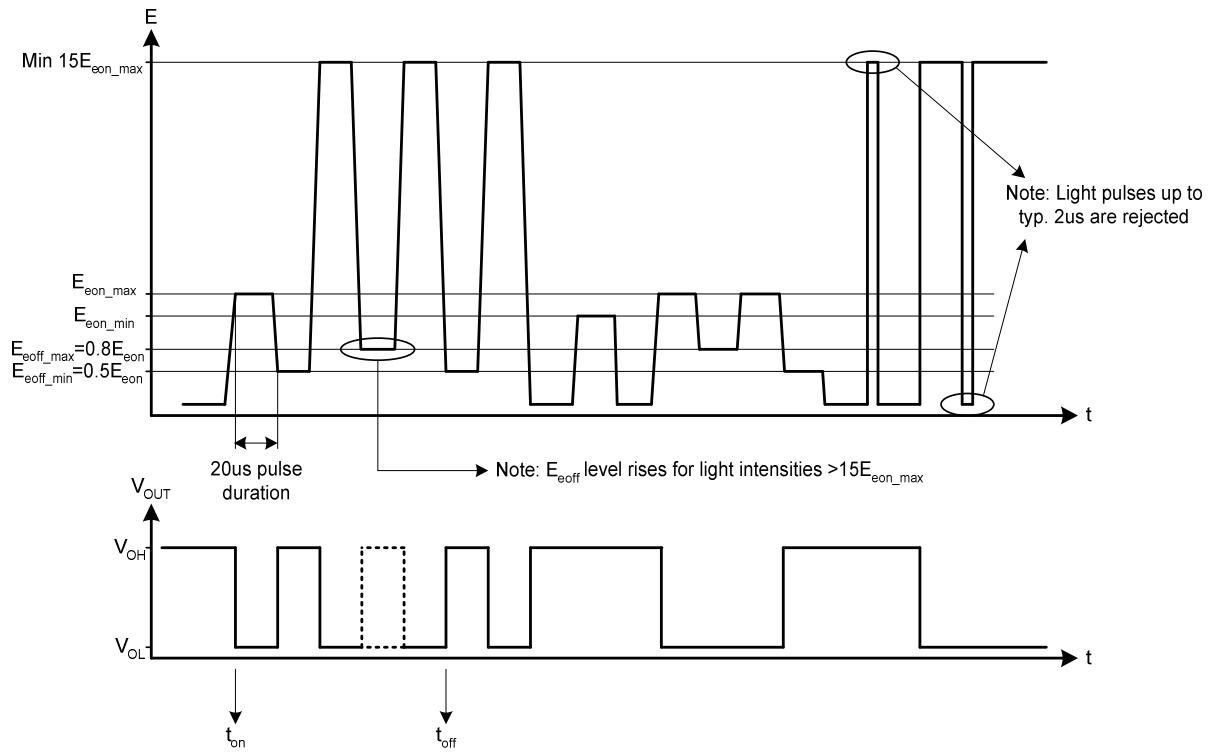 E
Min 15E_eon_max
E_eon_max
E_eon_min
E_eoff_max=0.8E_eon
E_eoff_min=0.5E_eon
Note: Light pulses up to
typ. 2us are rejected
t
20us pulse
duration
Note: E_eoff level rises for light intensities >15E_eon_max
V_OUT
V_OH
V_OL
t
t_on
t_off